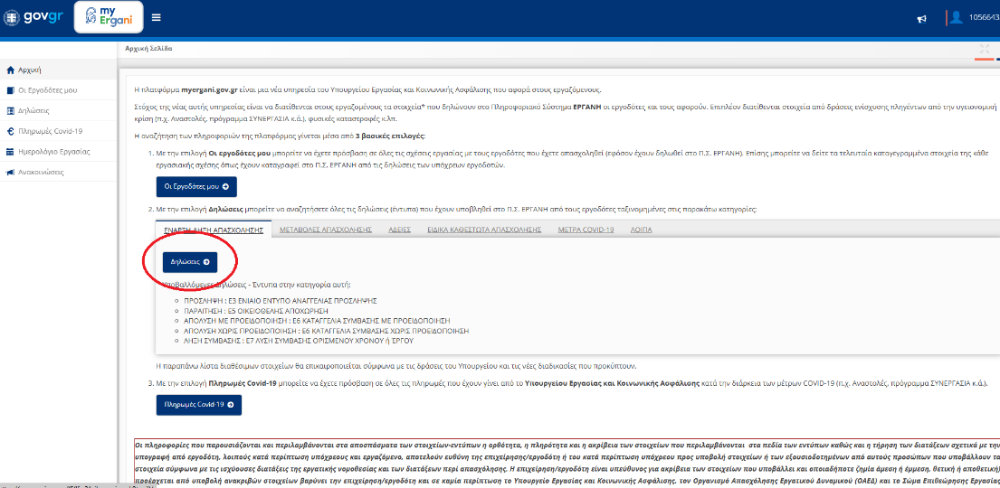 govgr
my
Ergani
1056643
Αρχική Σελίδα
Αρχική
Οι Εργοδότες μου
Δηλώσεις
Πληρωμές Covid-19
Ημερολόγιο Εργασίας
Ανακοινώσεις
Η πλατφόρμα myergani.gov.gr είναι μια νέα υπηρεσία του Υπουργείου Εργασίας και Κοινωνικής Ασφάλισης που αφορά στους εργαζόμενους.
Στόχος της νέας αυτής υπηρεσίας είναι να διατίθενται στους εργαζομένους τα στοιχεία* που δηλώνουν στο Πληροφοριακό Σύστημα ΕΡΓΑΝΗ οι εργοδότες και τους αφορούν. Επιπλέον διατίθενται στοιχεία από δράσεις ενίσχυσης πληγέντων από την υγειονομική
κρίση (π.χ. Αναστολές, πρόγραμμα ΣΥΝΕΡΓΑΣΙΑ κ.ά.), φυσικές καταστροφές κ.λπ.
Η αναζήτηση των πληροφοριών της πλατφόρμας γίνεται μέσα από 3 βασικές επιλογές:
1. Με την επιλογή Οι εργοδότες μου μπορείτε να έχετε πρόσβαση σε όλες τις σχέσεις εργασίας με τους εργοδότες που έχετε απασχοληθεί (εφόσον έχουν δηλωθεί στο Π.Σ. ΕΡΓΑΝΗ). Επίσης μπορείτε να δείτε τα τελευταία καταγεγραμμένα στοιχεία της κάθε
εργασιακής σχέσης όπως έχουν καταγραφεί στο Π.Σ. ΕΡΓΑΝΗ από τις δηλώσεις των υπόχρεων εργοδοτών.
Οι Εργοδότες μου
2. Με την επιλογή Δηλώσεις μπορείτε να αναζητήσετε όλες τις δηλώσεις (έντυπα) που έχουν υποβληθεί στο Π.Σ. ΕΡΓΑΝΗ από τους εργοδότες ταξινομημένες στις παρακάτω κατηγορίες:
ΕΝΑΡΞΗ ΛΗΞΗ ΑΠΑΣΧΟΛΗΣΗΣ ΜΕΤΑΒΟΛΕΣ ΑΠΑΣΧΟΛΗΣΗΣ ΑΔΕΙΕΣ ΕΙΔΙΚΑ ΚΑΘΕΣΤΩΤΑ ΑΠΑΣΧΟΛΗΣΗΣ ΜΕΤΡΑ COVID-19 ΛΟΙΠΑ
Δηλώσεις
Υποβαλλόμενες Δηλώσεις - Έντυπα στην κατηγορία αυτή:
ΠΡΟΣΛΗΨΗ : Ε3 ΕΝΙΑΙΟ ΕΝΤΥΠΟ ΑΝΑΓΓΕΛΙΑΣ ΠΡΟΣΛΗΨΗΣ
ΠΑΡΑΙΤΗΣΗ : Ε5 ΟΙΚΕΙΟΘΕΛΗΣ ΑΠΟΧΩΡΗΣΗ
ΑΠΟΛΥΣΗ ΜΕ ΠΡΟΕΙΔΟΠΟΙΗΣΗ : Ε6 ΚΑΤΑΓΓΕΛΙΑ ΣΥΜΒΑΣΗΣ ΜΕ ΠΡΟΕΙΔΟΠΟΙΗΣΗ
ΑΠΟΛΥΣΗ ΧΩΡΙΣ ΠΡΟΕΙΔΟΠΟΙΗΣΗ : Ε6 ΚΑΤΑΓΓΕΛΙΑ ΣΥΜΒΑΣΗΣ ΧΩΡΙΣ ΠΡΟΕΙΔΟΠΟΙΗΣΗ
ΛΗΞΗ ΣΥΜΒΑΣΗΣ : Ε7 ΛΥΣΗ ΣΥΜΒΑΣΗΣ ΟΡΙΣΜΕΝΟΥ ΧΡΟΝΟΥ ή ΈΡΓΟΥ
Η παραπάνω λίστα διαθέσιμων στοιχείων θα επικαιροποιείται σύμφωνα με τις δράσεις του Υπουργείου και τις νέες διαδικασίες που προκύπτουν.
3. Με την επιλογή Πληρωμές Covid-19 μπορείτε να έχετε πρόσβαση σε όλες τις πληρωμές που έχουν γίνει από το Υπουργείου Εργασίας και Κοινωνικής Ασφάλισης κατά την διάρκεια των μέτρων COVID-19 (π.χ. Αναστολές, πρόγραμμα ΣΥΝΕΡΓΑΣΙΑ κ.ά.).
Πληρωμές Covid-19
Οι πληροφορίες που παρουσιάζονται και περιλαμβάνονται στα αποσπάσματα των στοιχείων-εντύπων η ορθότητα, η πληρότητα και η ακρίβεια των στοιχείων που περιλαμβάνονται στα πεδία των εντύπων καθώς και η τήρηση των διατάξεων σχετικά με την
υπογραφή από εργοδότη, λοιπούς κατά περίπτωση υπόχρεους και εργαζόμενο, αποτελούν ευθύνη της επιχείρησης/εργοδότη ή του κατά περίπτωση υπόχρεου προς υποβολή στοιχείων ή των εξουσιοδοτημένων από αυτούς προσώπων που υποβάλλουν τα
στοιχεία σύμφωνα με τις ισχύουσες διατάξεις της εργατικής νομοθεσίας και των διατάξεων περί απασχόλησης. Η επιχείρηση/εργοδότη είναι υπεύθυνος για ακρίβεια των στοιχείων που υποβάλλει και οποιαδήποτε ζημία άμεση ή έμμεση, θετική ή αποθετική)
προέρχεται από υποβολή ανακριβών στοιχείων βαρύνει την επιχείρηση/εργοδότη και σε καμία περίπτωση το Υπουργείο Εργασίας και Κοινωνικής Ασφάλισης, τον Οργανισμό Απασχόλησης Εργατικού Δυναμικού (ΟΑΕΔ) και το Σώμα Επιθεώρησης Εργασίας